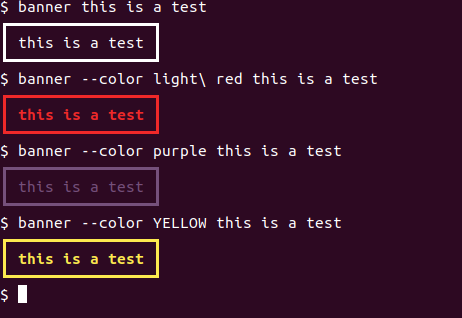 $ banner this is a test
this is a test
$ banner --color light\ red this is a test
this is a test
$ banner --color purple this is a test
this is a test
$ banner --color YELLOW this is a test
this is a test
$